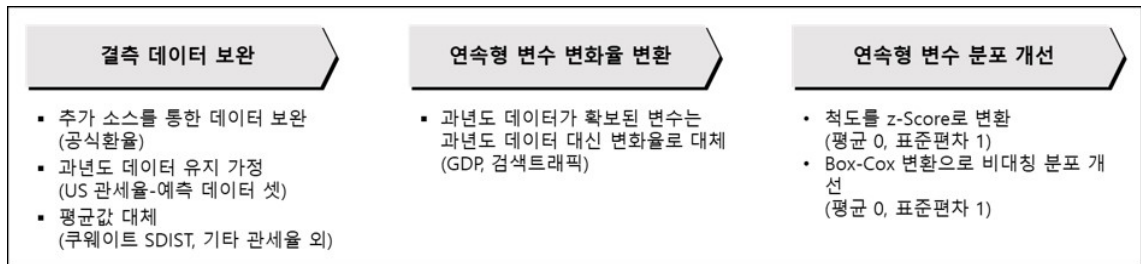 결측 데이터 보완
▪ 추가 소스를 통한 데이터 보완
(공식환율)
▪ 과년도 데이터 유지 가정
(US 관세율-예측 데이터 셋)
▪ 평균값 대체
(쿠웨이트 SDIST, 기타 관세율 외)
연속형 변수 변화율 변환
▪ 과년도 데이터가 확보된 변수는
과년도 데이터 대신 변화율로 대체
(GDP, 검색트래픽)
연속형 변수 분포 개선
• 척도를 z-Score로 변환
(평균 0, 표준편차 1)
• Box-Cox 변환으로 비대칭 분포 개
선
(평균 0, 표준편차 1)